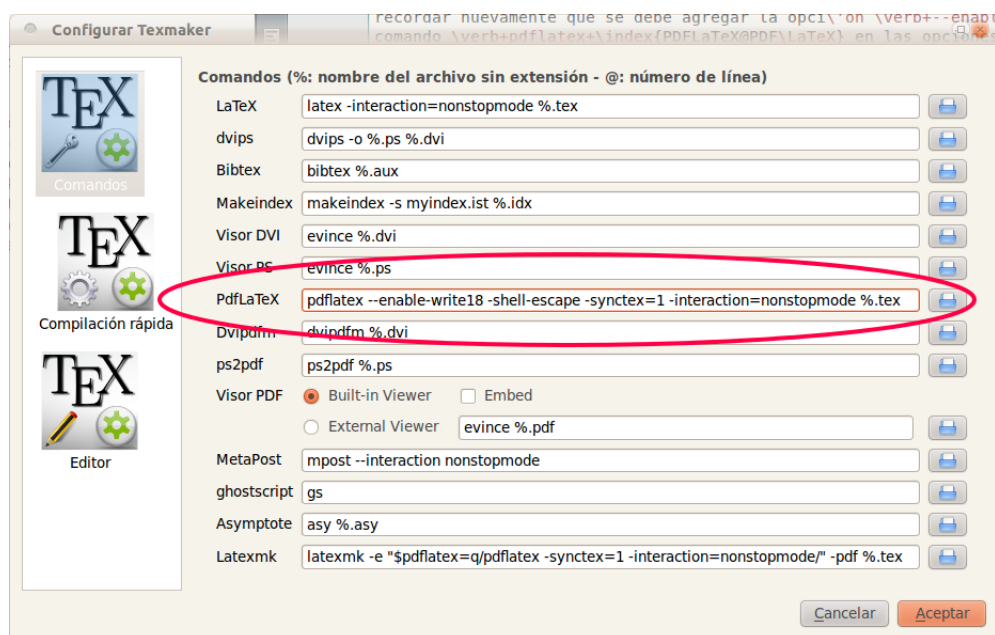 recordar nuevamente que se debe agregar la opci\'on \verb+--enabl
Configurar Texmaker
comando \verb+pdflatex+\index{PDFLaTeX@PDF\LaTeX} en las opciones
Comandos (%: nombre del archivo sin extensión - @: número de línea)
TEX
Comandos
LaTeX latex -interaction=nonstopmode %.tex
dvips dvips -o %.ps %.dvi
Bibtex bibtex %.aux
Makeindex makeindex -s myindex.ist %.idx
TEX
Compilación rápida
Visor DVI evince %.dvi
Visor PS evince %.ps
PdfLaTeX pdflatex --enable-write18 -shell-escape -synctex=1 -interaction=nonstopmode %.tex
Dvipdfm dvipdfm %.dvi
TEX
Editor
ps2pdf ps2pdf %.ps
Visor PDF Built-in Viewer Embed
External Viewer evince %.pdf
MetaPost mpost --interaction nonstopmode
ghostscript gs
Asymptote asy %.asy
Latexmk latexmk -e "$pdflatex=q/pdflatex -synctex=1 -interaction=nonstopmode/" -pdf %.tex
Cancelar Aceptar